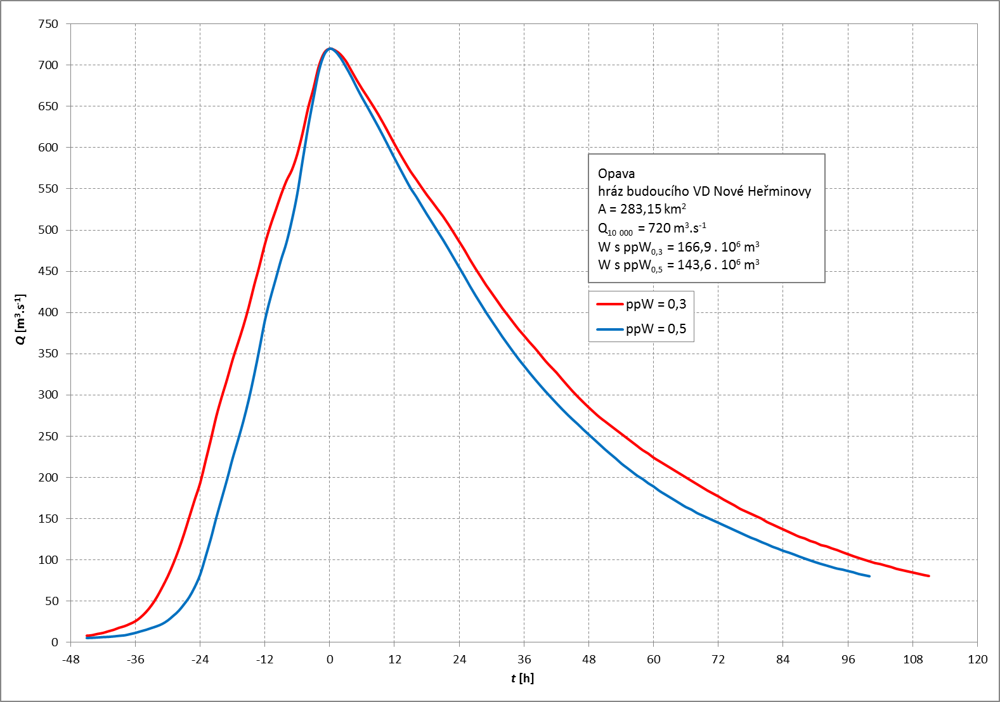 750
700
650
600
550
500
450
400
350
300
250
200
150
100
50
0
Q [m³.s⁻¹]
-48 -36 -24 -12 0 12 24 36 48 60 72 84 96 108 120
t [h]
Opava
hráz budoucího VD Nové Heřminovy
A = 283,15 km²
Q₁₀ ₀₀₀ = 720 m³.s⁻¹
W s ppW₀,₃ = 166,9 . 10⁶ m³
W s ppW₀,₅ = 143,6 . 10⁶ m³
ppW = 0,3
ppW = 0,5